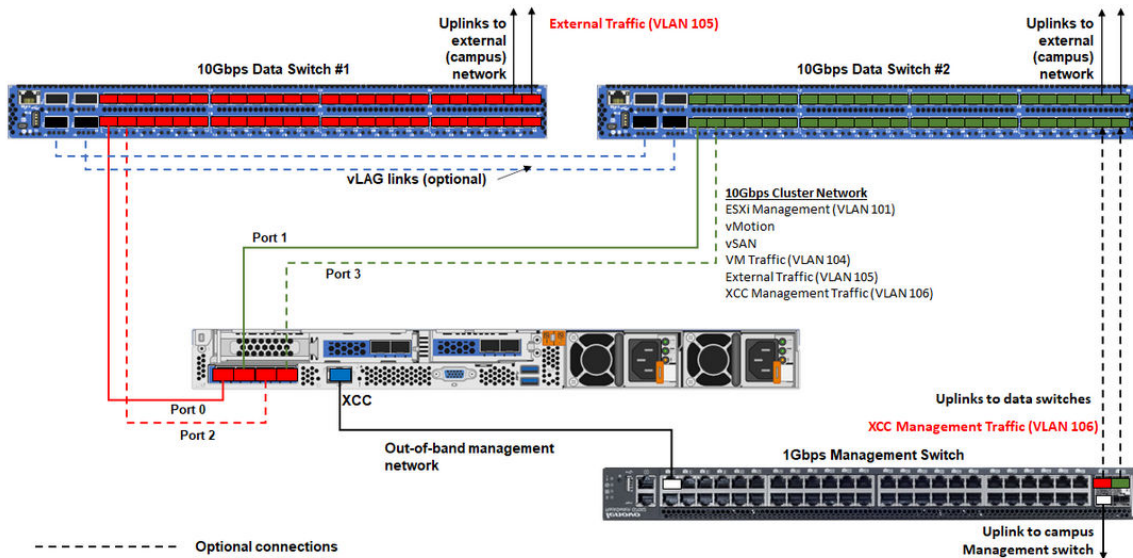 Uplinks to
external
(campus)
network
External Traffic (VLAN 105)
Uplinks to
external
(campus)
network
10Gbps Data Switch #1
10Gbps Data Switch #2
vLAG links (optional)
10Gbps Cluster Network
ESXi Management (VLAN 101)
vMotion
vSAN
VM Traffic (VLAN 104)
External Traffic (VLAN 105)
XCC Management Traffic (VLAN 106)
Port 1
Port 3
XCC
Port 0
Port 2
Uplinks to data switches
XCC Management Traffic (VLAN 106)
Out-of-band management
network
1Gbps Management Switch
Lenovo
Uplink to campus
Management switch
Optional connections